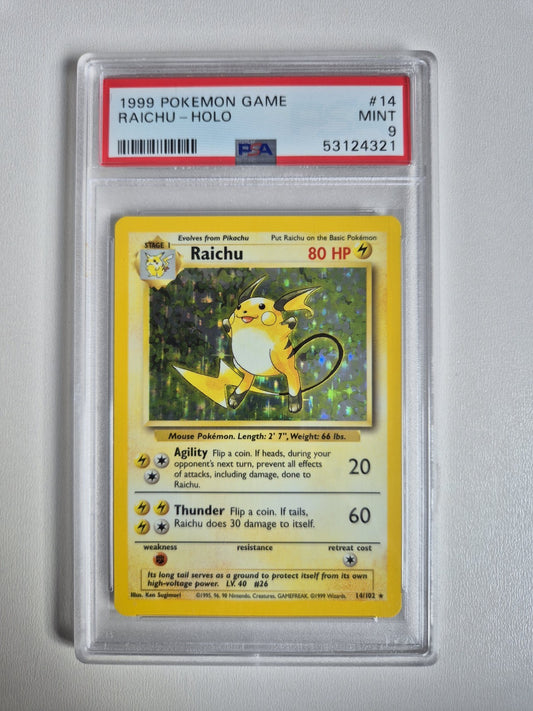 1999 POKEMON GAME #14
RAICHU - HOLO MINT
9
PSA 53124321
Evolves from Pikachu Put Raichu on the Basic Pokémon
STAGE 1
Raichu 80 HP
Mouse Pokémon. Length: 2' 7", Weight: 66 lbs.
Agility Flip a coin. If heads, during your
opponent's next turn, prevent all effects
of attacks, including damage, done to
Raichu.
20
Thunder Flip a coin. If tails,
Raichu does 30 damage to itself.
60
weakness resistance retreat cost
Its long tail serves as a ground to protect itself from its own
high-voltage power. LV. 40 #26
Illus. Ken Sugimori ©1995, 96, 98 Nintendo, Creatures, GAMEFREAK. ©1999 Wizards. 14/102 ★